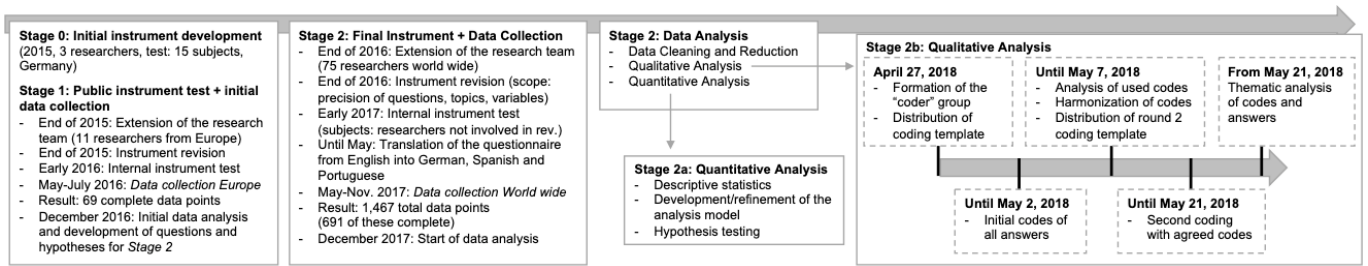 Stage 0: Initial instrument development
(2015, 3 researchers, test: 15 subjects,
Germany)
Stage 1: Public instrument test + initial
data collection
- End of 2015: Extension of the research
team (11 researchers from Europe)
- End of 2015: Instrument revision
- Early 2016: Internal instrument test
- May-July 2016: Data collection Europe
- Result: 69 complete data points
- December 2016: Initial data analysis
and development of questions and
hypotheses for Stage 2
Stage 2: Final Instrument + Data Collection
- End of 2016: Extension of the research team
(75 researchers world wide)
- End of 2016: Instrument revision (scope:
precision of questions, topics, variables)
- Early 2017: Internal instrument test
(subjects: researchers not involved in rev.)
- Until May: Translation of the questionnaire
from English into German, Spanish and
Portuguese
- May-Nov. 2017: Data collection World wide
- Result: 1,467 total data points
(691 of these complete)
- December 2017: Start of data analysis
Stage 2: Data Analysis
- Data Cleaning and Reduction
- Qualitative Analysis
- Quantitative Analysis
Stage 2a: Quantitative Analysis
- Descriptive statistics
- Development/refinement of the
analysis model
- Hypothesis testing
Stage 2b: Qualitative Analysis
April 27, 2018
- Formation of the
"coder" group
- Distribution of
coding template
Until May 7, 2018
- Analysis of used codes
- Harmonization of codes
- Distribution of round 2
coding template
From May 21, 2018
Thematic analysis
of codes and
answers
Until May 2, 2018
- Initial codes of
all answers
Until May 21, 2018
- Second coding
with agreed codes